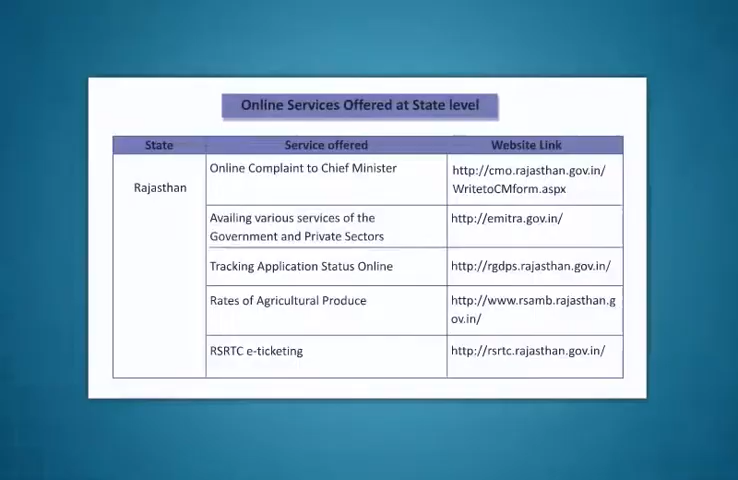 Online Services Offered at State level
State Service offered Website Link
Rajasthan
Online Complaint to Chief Minister
http://cmo.rajasthan.gov.in/
WritetoCMform.aspx
Availing various services of the
Government and Private Sectors
http://emitra.gov.in/
Tracking Application Status Online
http://rgdps.rajasthan.gov.in/
Rates of Agricultural Produce
http://www.rsamb.rajasthan.g
ov.in/
RSRTC e-ticketing
http://rsrtc.rajasthan.gov.in/